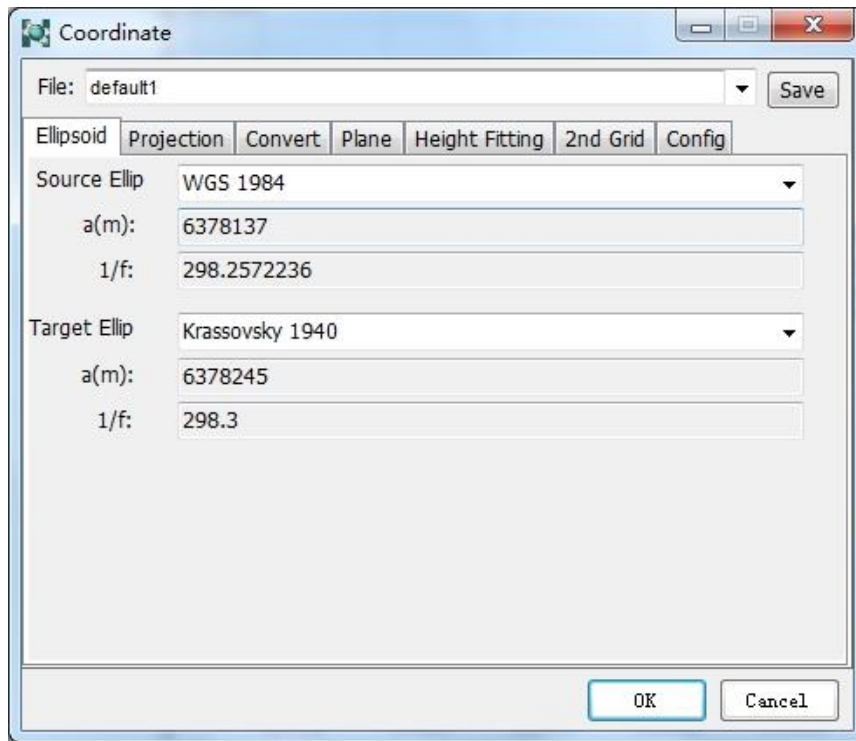 Coordinate
File: default1 Save
Ellipsoid Projection Convert Plane Height Fitting 2nd Grid Config
Source Ellip WGS 1984
a(m): 6378137
1/f: 298.2572236
Target Ellip Krassovsky 1940
a(m): 6378245
1/f: 298.3
OK Cancel